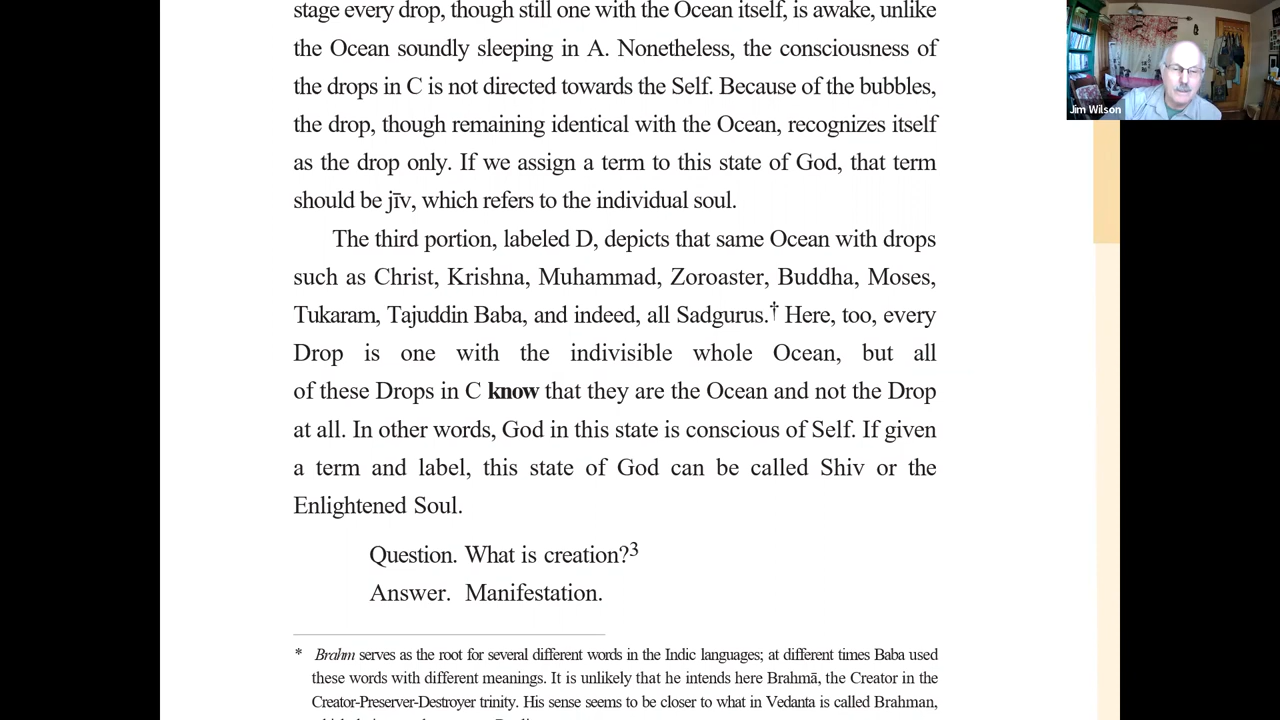 stage every drop, though still one with the Ocean itself, is awake, unlike
the Ocean soundly sleeping in A. Nonetheless, the consciousness of
the drops in C is not directed towards the Self. Because of the bubbles,
the drop, though remaining identical with the Ocean, recognizes itself
as the drop only. If we assign a term to this state of God, that term
should be jīv, which refers to the individual soul.
The third portion, labeled D, depicts that same Ocean with drops
such as Christ, Krishna, Muhammad, Zoroaster, Buddha, Moses,
Tukaram, Tajuddin Baba, and indeed, all Sadgurus.† Here, too, every
Drop is one with the indivisible whole Ocean, but all
of these Drops in C know that they are the Ocean and not the Drop
at all. In other words, God in this state is conscious of Self. If given
a term and label, this state of God can be called Shiv or the
Enlightened Soul.
Question. What is creation?3
Answer. Manifestation.
* Brahm serves as the root for several different words in the Indic languages; at different times Baba used
these words with different meanings. It is unlikely that he intends here Brahmā, the Creator in the
Creator-Preserver-Destroyer trinity. His sense seems to be closer to what in Vedanta is called Brahman,
Jim Wilson